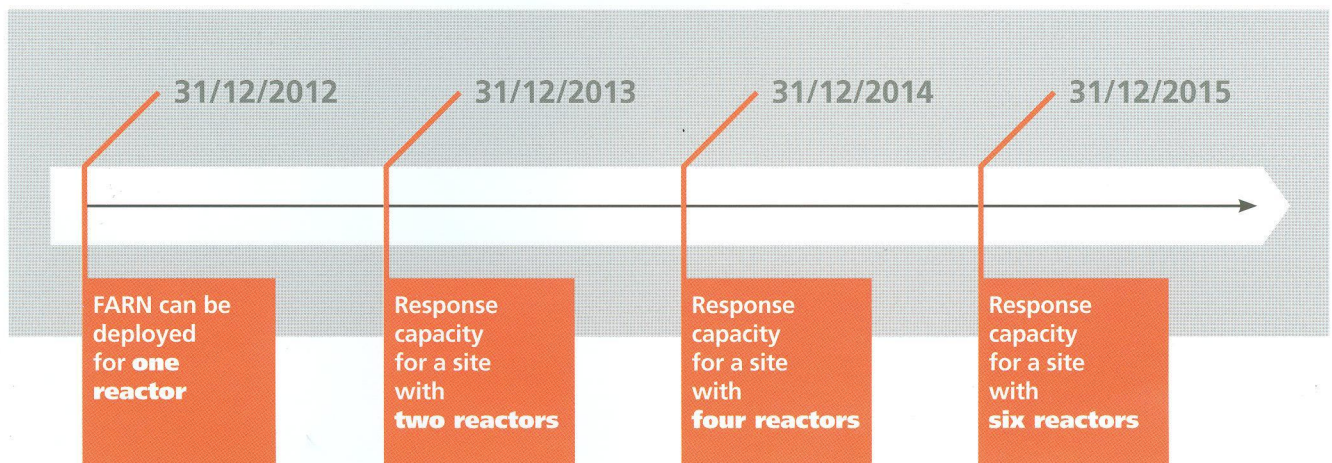 31/12/2012
31/12/2013
31/12/2014
31/12/2015
FARN can be
deployed
for one
reactor
Response
capacity
for a site
with
two reactors
Response
capacity
for a site
with
four reactors
Response
capacity
for a site
with
six reactors